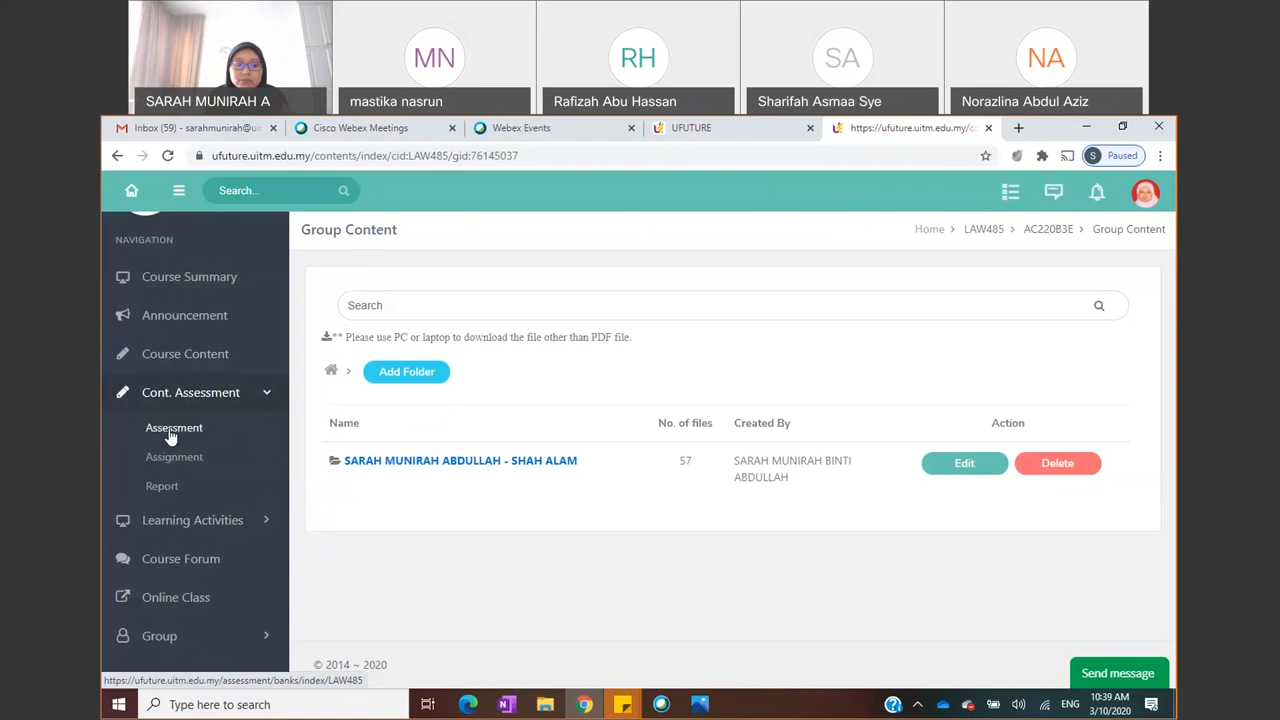 MN
RH
SA
NA
SARAH MUNIRAH A
mastika nasrun
Rafizah Abu Hassan
Sharifah Asmaa Sye
Norazlina Abdul Aziz
Inbox (59) - sarahmunirah@ui
Cisco Webex Meetings
Webex Events
UFUTURE
https://ufuture.uitm.edu.my/cc
ufuture.uitm.edu.my/contents/index/cid:LAW485/gid:76145037
S
Paused
Search...
NAVIGATION
Course Summary
Announcement
Course Content
Cont. Assessment
Assessment
Assignment
Report
Learning Activities
Course Forum
Online Class
Group
Group Content
Home > LAW485 > AC220B3E > Group Content
Search
** Please use PC or laptop to download the file other than PDF file.
> Add Folder
Name No. of files Created By Action
SARAH MUNIRAH ABDULLAH - SHAH ALAM 57 SARAH MUNIRAH BINTI Edit Delete
ABDULLAH
© 2014 ~ 2020
Send message
https://ufuture.uitm.edu.my/assessment/banks/index/LAW485
Type here to search
ENG
10:39 AM
3/10/2020